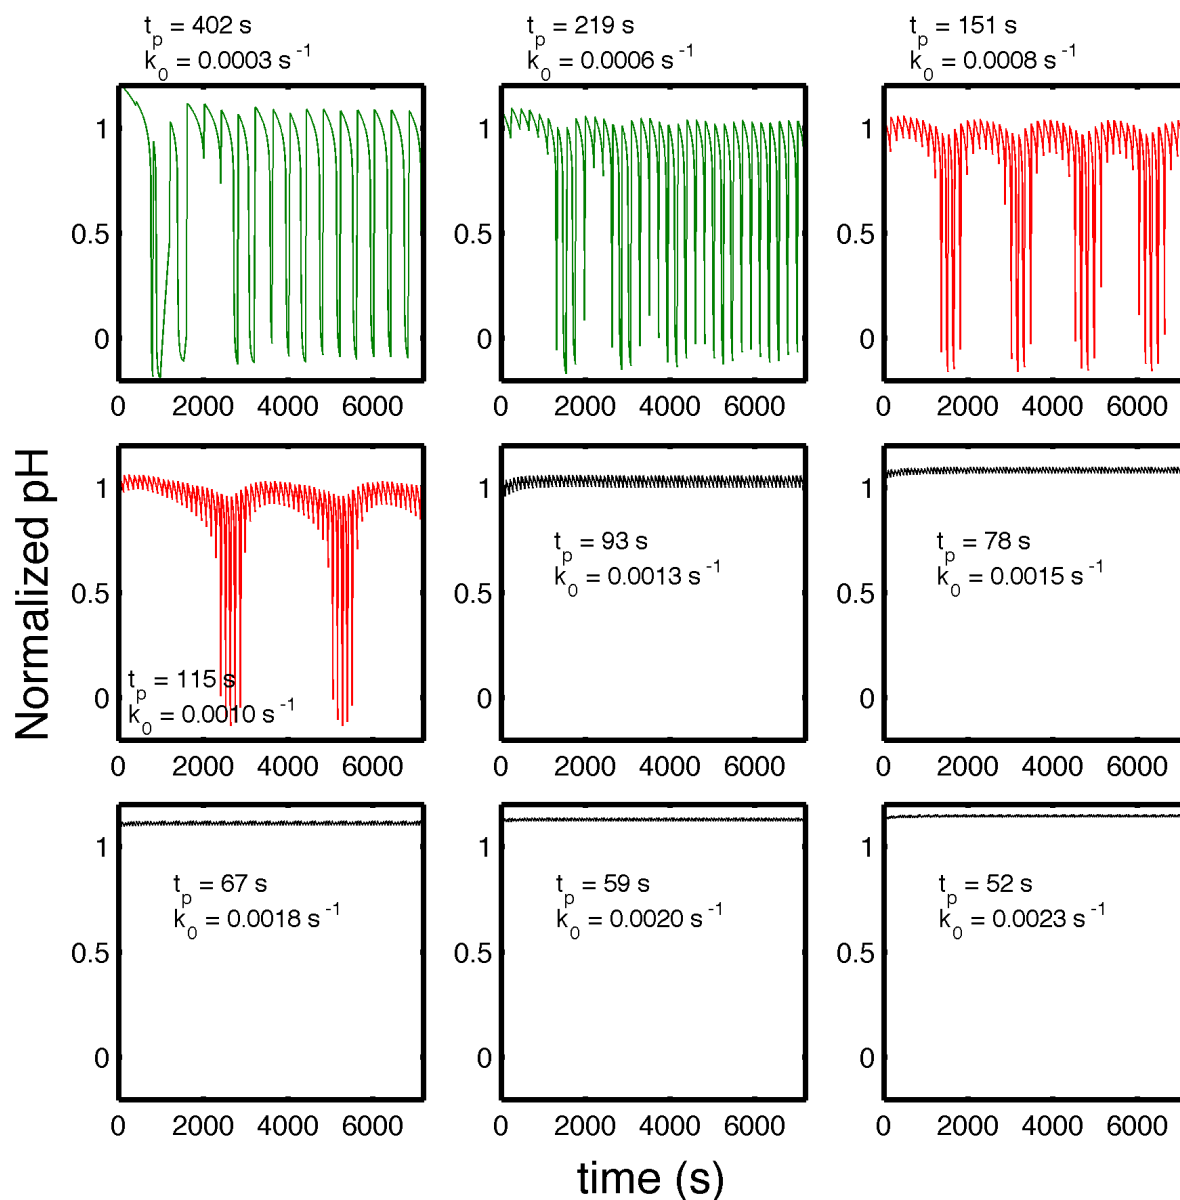 t_p = 402 s
k_0 = 0.0003 s^-1
t_p = 219 s
k_0 = 0.0006 s^-1
t_p = 151 s
k_0 = 0.0008 s^-1
1
0.5
0
0 2000 4000 6000
1
0.5
0
0 2000 4000 6000
1
0.5
0
0 2000 4000 6000
Normalized pH
1
0.5
0
t_p = 115 s
k_0 = 0.0010 s^-1
0 2000 4000 6000
1
0.5
0
t_p = 93 s
k_0 = 0.0013 s^-1
0 2000 4000 6000
1
0.5
0
t_p = 78 s
k_0 = 0.0015 s^-1
0 2000 4000 6000
1
0.5
0
t_p = 67 s
k_0 = 0.0018 s^-1
0 2000 4000 6000
1
0.5
0
t_p = 59 s
k_0 = 0.0020 s^-1
0 2000 4000 6000
1
0.5
0
t_p = 52 s
k_0 = 0.0023 s^-1
0 2000 4000 6000
time (s)